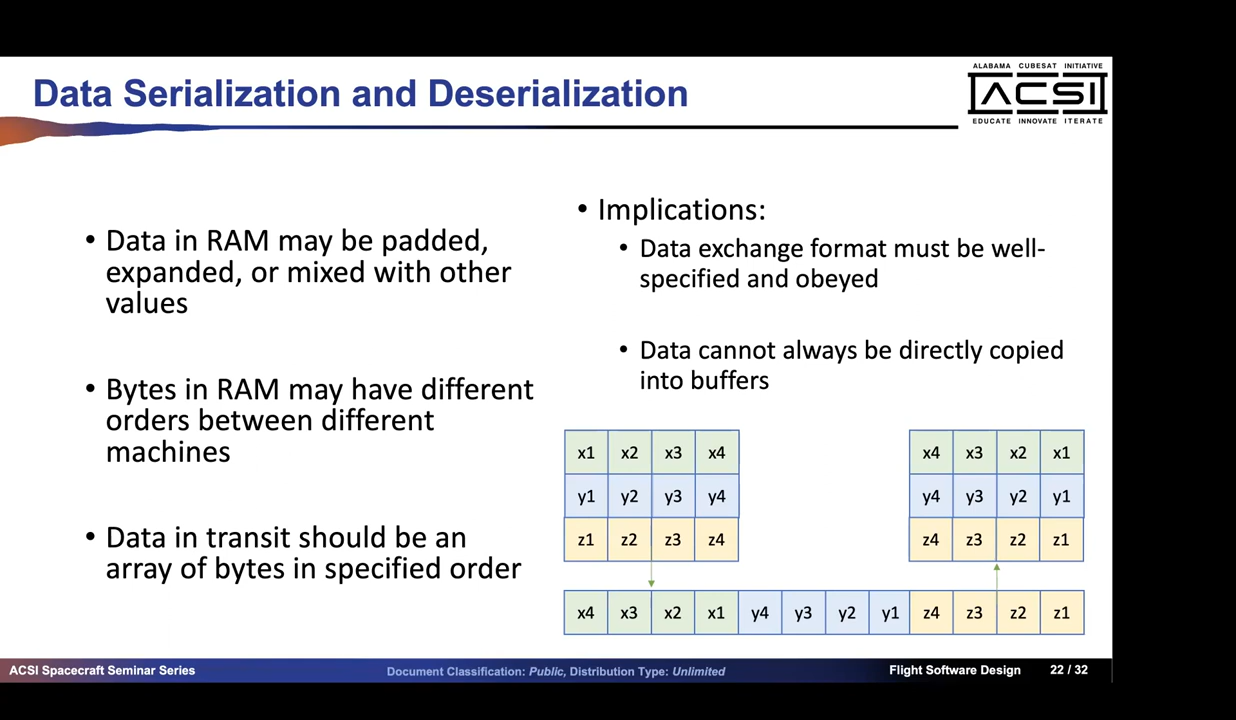 Data Serialization and Deserialization
ALABAMA CUBESAT INITIATIVE
ACSI
EDUCATE INNOVATE ITERATE
• Data in RAM may be padded,
expanded, or mixed with other
values
• Bytes in RAM may have different
orders between different
machines
• Data in transit should be an
array of bytes in specified order
• Implications:
• Data exchange format must be well-
specified and obeyed
• Data cannot always be directly copied
into buffers
x1 x2 x3 x4
y1 y2 y3 y4
z1 z2 z3 z4
x4 x3 x2 x1
y4 y3 y2 y1
z4 z3 z2 z1
x4 x3 x2 x1 y4 y3 y2 y1 z4 z3 z2 z1
ACSI Spacecraft Seminar Series
Document Classification: Public, Distribution Type: Unlimited
Flight Software Design
22 / 32